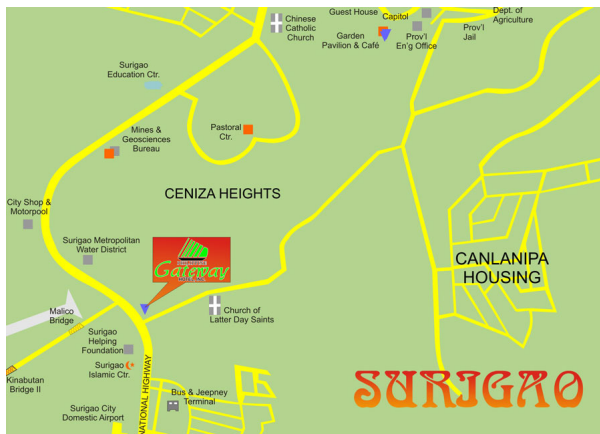 Guest House
Capitol
Dept. of
Agriculture
Chinese
Catholic
Church
Garden
Pavilion & Café
Prov'l
En'g Office
Prov'l
Jail
Surigao
Education Ctr.
Mines &
Geosciences
Bureau
Pastoral
Ctr.
CENIZA HEIGHTS
City Shop &
Motorpool
Surigao Metropolitan
Water District
Gateway
CANLANIPA
HOUSING
Malico
Bridge
Church of
Latter Day Saints
Surigao
Helping
Foundation
Surigao
Islamic Ctr.
Kinabutan
Bridge II
NATIONAL HIGHWAY
Bus & Jeepney
Terminal
Surigao City
Domestic Airport
SURIGAO